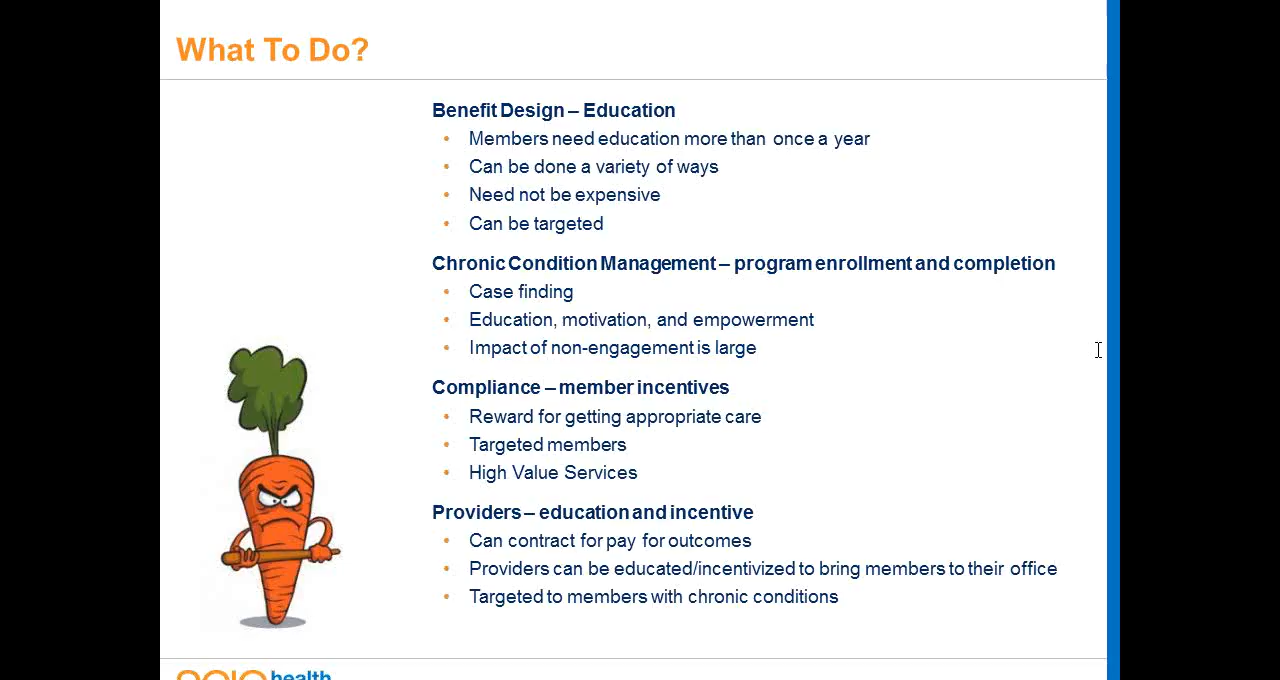 What To Do?
Benefit Design – Education
• Members need education more than once a year
• Can be done a variety of ways
• Need not be expensive
• Can be targeted
Chronic Condition Management – program enrollment and completion
• Case finding
• Education, motivation, and empowerment
• Impact of non-engagement is large
Compliance – member incentives
• Reward for getting appropriate care
• Targeted members
• High Value Services
Providers – education and incentive
• Can contract for pay for outcomes
• Providers can be educated/incentivized to bring members to their office
• Targeted to members with chronic conditions
health